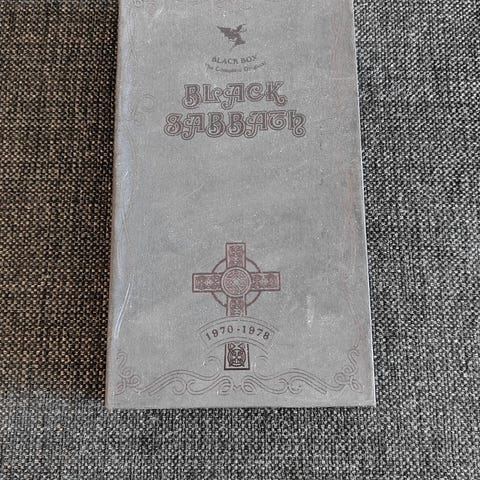 BLACK BOX
The Complete Original
BLACK
SABBATH
1970 · 1978